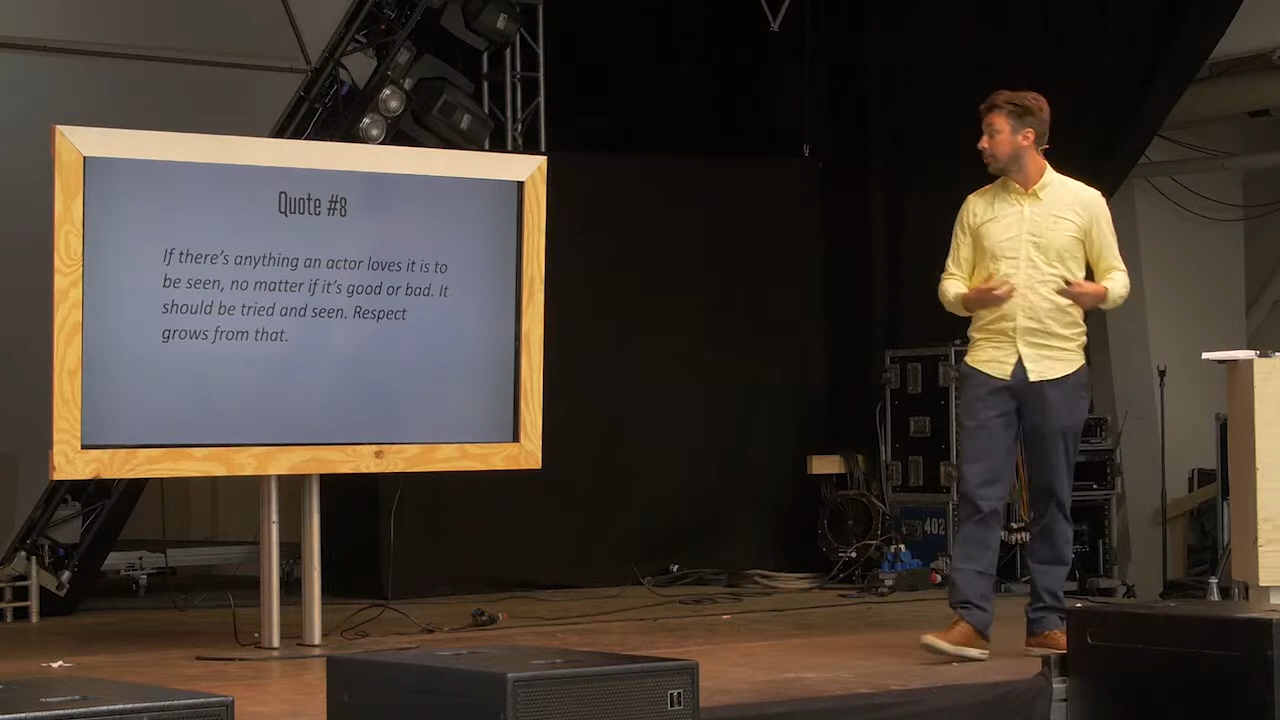 Quote #8
If there's anything an actor loves it is to
be seen, no matter if it's good or bad. It
should be tried and seen. Respect
grows from that.
402